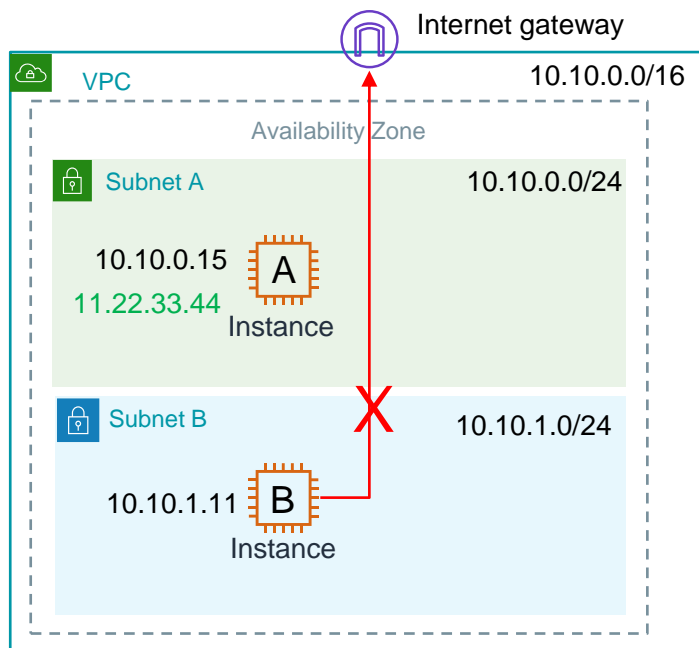 Internet gateway
VPC
10.10.0.0/16
Availability Zone
Subnet A
10.10.0.0/24
10.10.0.15
A
11.22.33.44
Instance
X
Subnet B
10.10.1.0/24
10.10.1.11
B
Instance